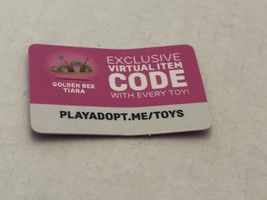 EXCLUSIVE
VIRTUAL ITEM
CODE
WITH EVERY TOY!
GOLDEN BEE
TIARA
PLAYADOPT.ME/TOYS